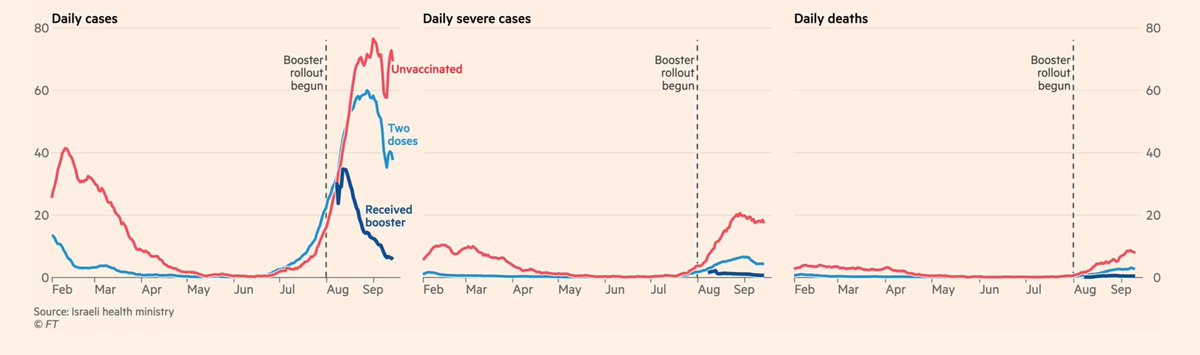 Daily cases
80
60
40
20
0
Booster
rollout
begun
Unvaccinated
Two
doses
Received
booster
Feb Mar Apr May Jun Jul Aug Sep
Daily severe cases
Booster
rollout
begun
Feb Mar Apr May Jun Jul Aug Sep
Daily deaths
80
60
40
20
0
Booster
rollout
begun
Feb Mar Apr May Jun Jul Aug Sep
Source: Israeli health ministry
© FT